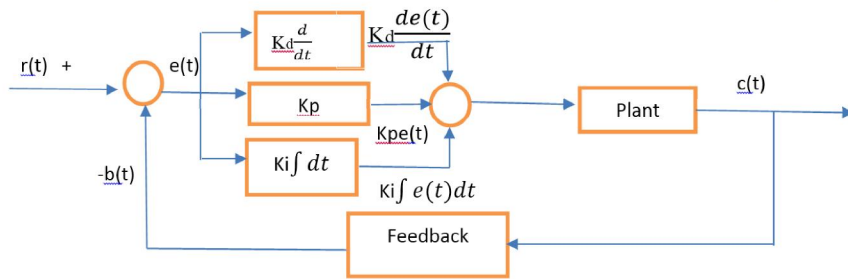 Kd d/dt
Kd de(t)/dt
r(t) +
e(t)
Kp
Kpe(t)
Plant
c(t)
Ki∫ dt
-b(t)
Ki∫ e(t)dt
Feedback